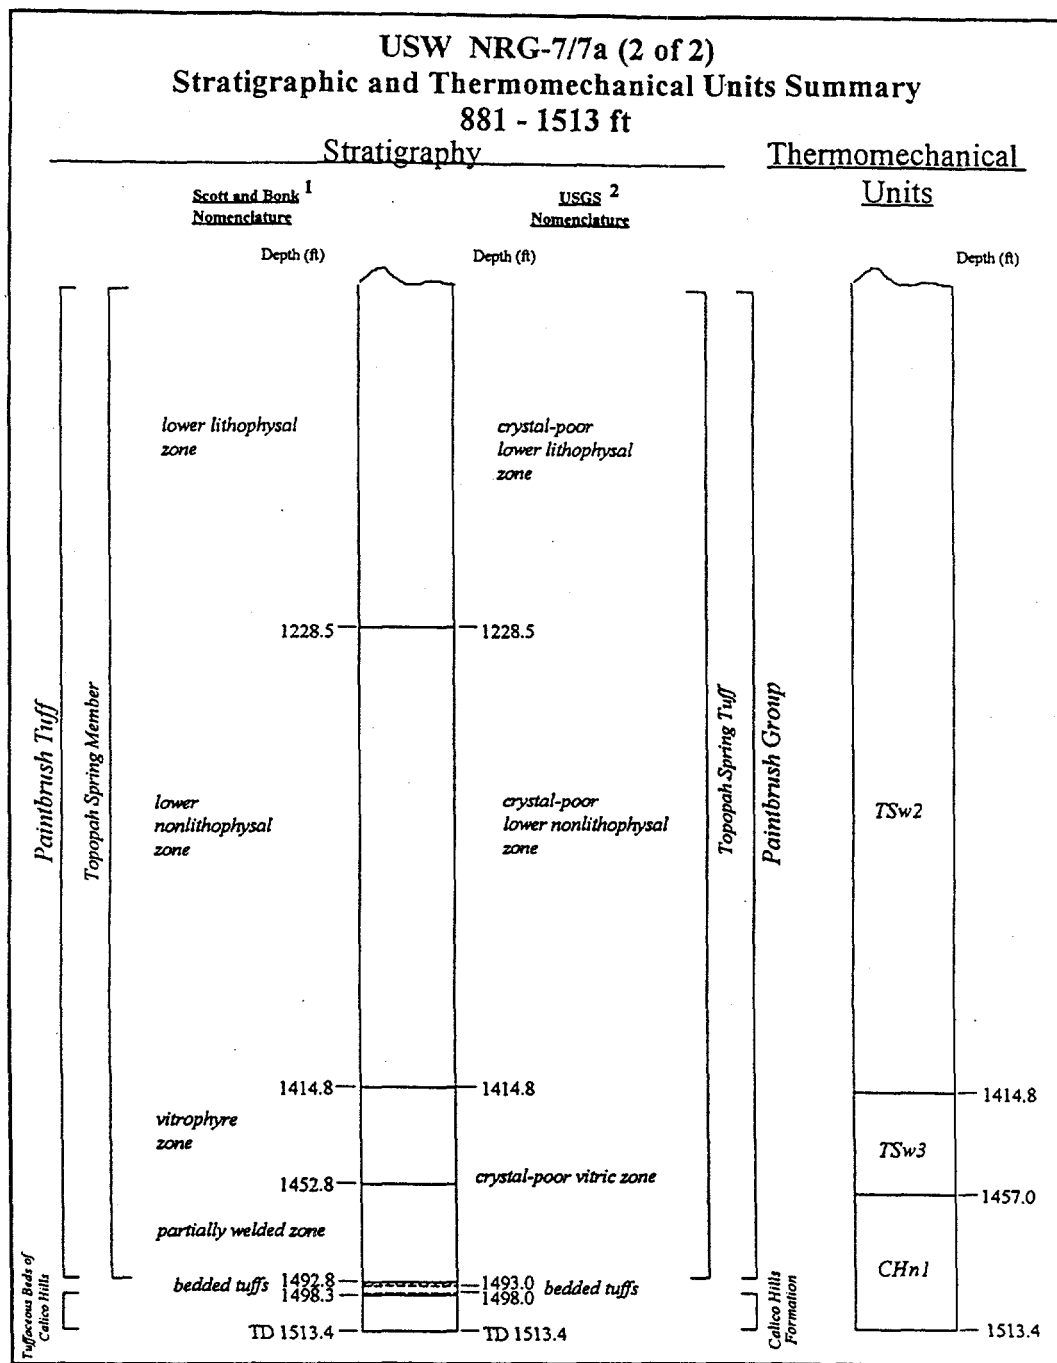 USW NRG-7/7a (2 of 2)
Stratigraphic and Thermomechanical Units Summary
881 - 1513 ft
Stratigraphy
Thermomechanical
Units
Scott and Bonk 1
Nomenclature
USGS 2
Nomenclature
Depth (ft)
Depth (ft)
Depth (ft)
Paintbrush Tuff
Topopah Spring Member
lower lithophysal
zone
crystal-poor
lower lithophysal
zone
1228.5
1228.5
lower
nonlithophysal
zone
crystal-poor
lower nonlithophysal
zone
Topopah Spring Tuff
Paintbrush Group
TSw2
1414.8
1414.8
1414.8
vitrophyre
zone
TSw3
1452.8
crystal-poor vitric zone
1457.0
partially welded zone
CHn1
bedded tuffs
1492.8
1493.0
bedded tuffs
1498.3
1498.0
Tuffaceous Beds of
Calico Hills
Calico Hills
Formation
TD 1513.4
TD 1513.4
1513.4